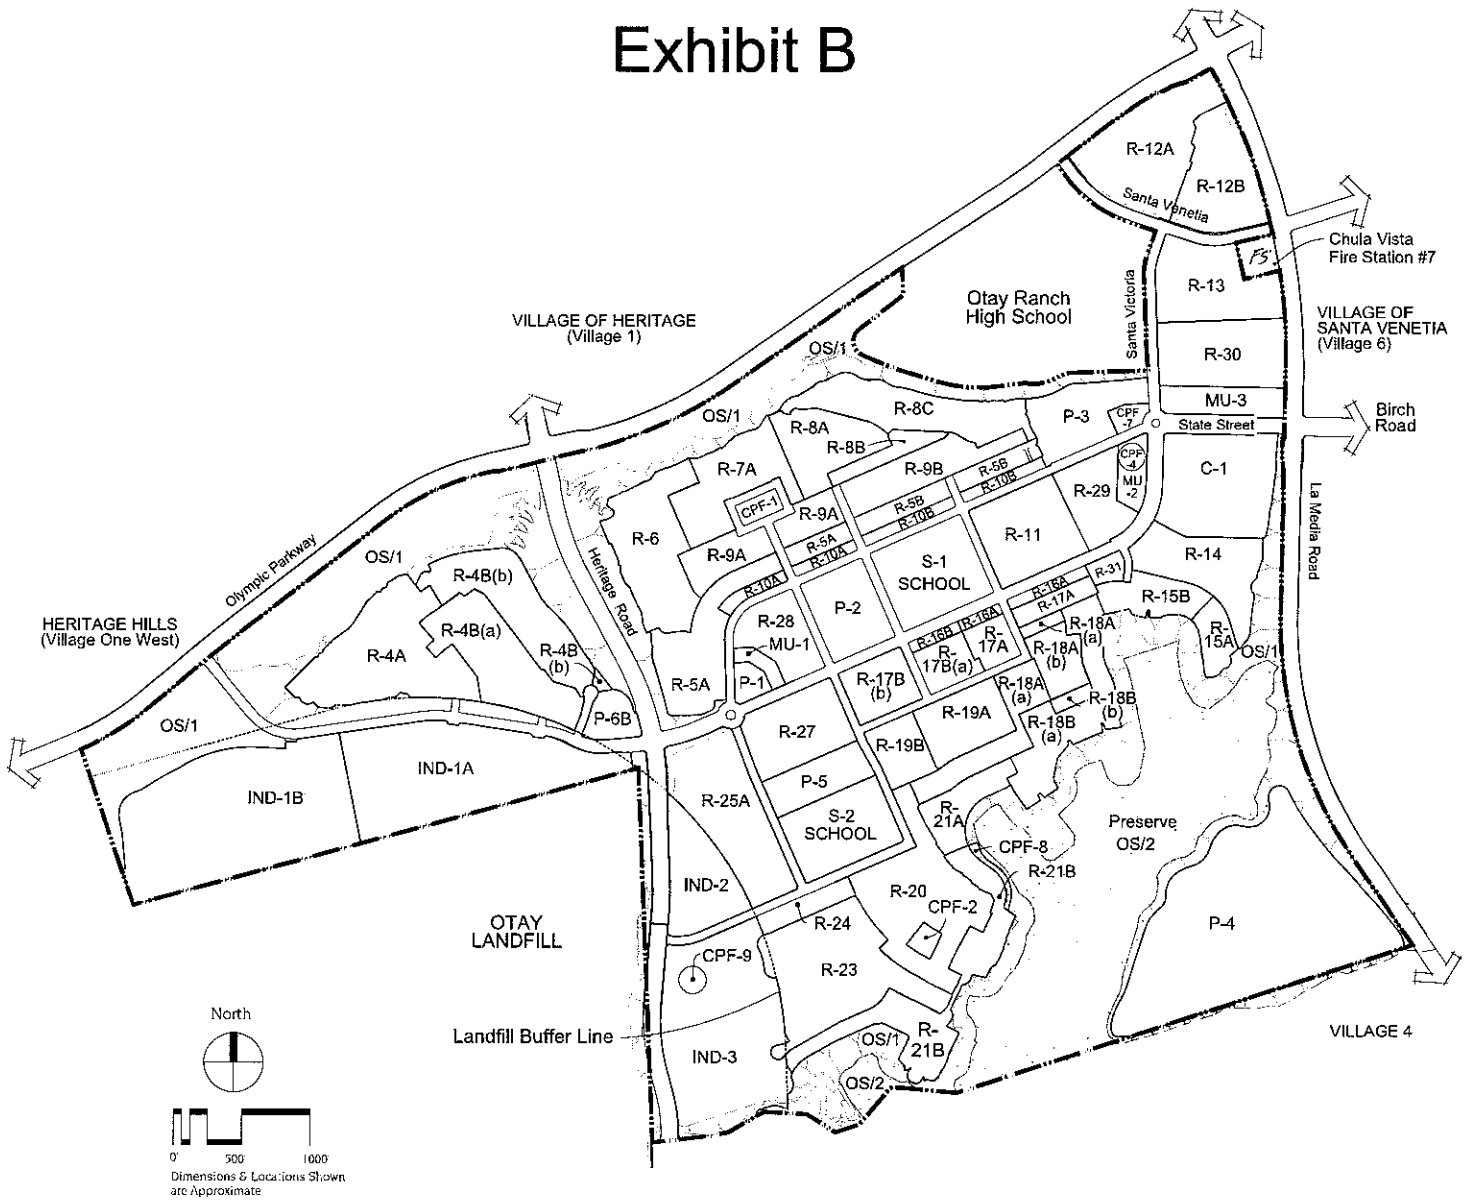 Exhibit B
R-12A
R-12B
Santa Venetia
Chula Vista
Fire Station #7
FS
R-13
Otay Ranch
High School
Santa Victoria
VILLAGE OF HERITAGE
(Village 1)
VILLAGE OF
SANTA VENETIA
(Village 6)
OS/1
R-30
MU-3
R-8C
P-3
CPF
-7
State Street
Birch
Road
OS/1
R-8A
R-8B
CPF
-4
MU
-2
C-1
R-7A
R-9B
R-5B
R-10B
R-29
CPF-1
R-9A
R-5B
R-10B
La Media Road
R-6
R-5A
R-10A
R-11
R-9A
S-1
SCHOOL
R-14
Olympic Parkway
OS/1
Heritage Road
R-4B(b)
R-10A
R-31
R-16A
R-17A
R-15B
P-2
HERITAGE HILLS
(Village One West)
R-4B(a)
R-28
MU-1
R-16B
R-16A
R-
17A
R-18A
(a)
R-
15A
OS/1
R-4A
R-4B
(b)
R-
17B(a)
R-18A
(b)
R-5A
P-1
R-17B
(b)
R-18A
(a)
R-18B
(b)
OS/1
P-6B
R-27
R-19A
R-18B
(a)
R-19B
IND-1A
IND-1B
P-5
R-25A
S-2
SCHOOL
R-
21A
Preserve
OS/2
CPF-8
R-21B
IND-2
R-20
CPF-2
OTAY
LANDFILL
R-24
P-4
CPF-9
R-23
North
Landfill Buffer Line
IND-3
OS/1
R-
21B
VILLAGE 4
OS/2
0'
500'
1000'
Dimensions & Locations Shown
are Approximate